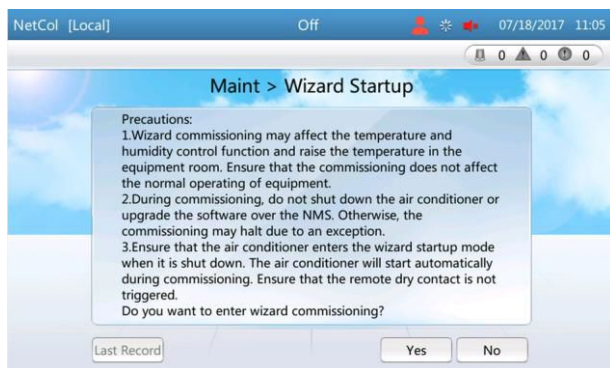 NetCol [Local] Off 07/18/2017 11:05
0 0 0
Maint > Wizard Startup
Precautions:
1.Wizard commissioning may affect the temperature and
humidity control function and raise the temperature in the
equipment room. Ensure that the commissioning does not affect
the normal operating of equipment.
2.During commissioning, do not shut down the air conditioner or
upgrade the software over the NMS. Otherwise, the
commissioning may halt due to an exception.
3.Ensure that the air conditioner enters the wizard startup mode
when it is shut down. The air conditioner will start automatically
during commissioning. Ensure that the remote dry contact is not
triggered.
Do you want to enter wizard commissioning?
Last Record Yes No